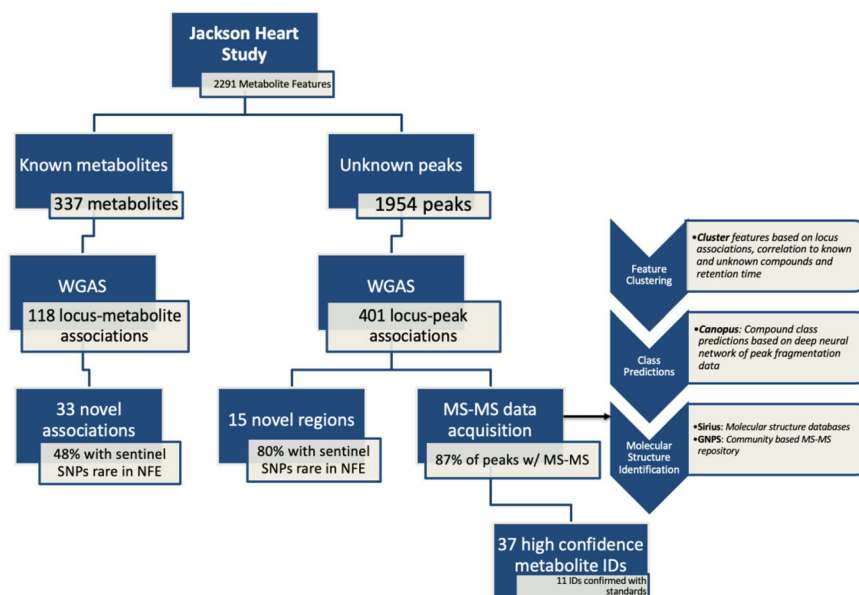 Jackson Heart
Study
2291 Metabolite Features
Known metabolites
337 metabolites
Unknown peaks
1954 peaks
WGAS
118 locus-metabolite
associations
WGAS
401 locus-peak
associations
33 novel
associations
48% with sentinel
SNPs rare in NFE
15 novel regions
80% with sentinel
SNPs rare in NFE
MS-MS data
acquisition
87% of peaks w/ MS-MS
37 high confidence
metabolite IDs
11 IDs confirmed with
standards
Feature
Clustering
•Cluster features based on locus
associations, correlation to known
and unknown compounds and
retention time
Class
Predictions
•Canopus: Compound class
predictions based on deep neural
network of peak fragmentation
data
Molecular
Structure
Identification
•Sirius: Molecular structure databases
•GNPS: Community based MS-MS
repository